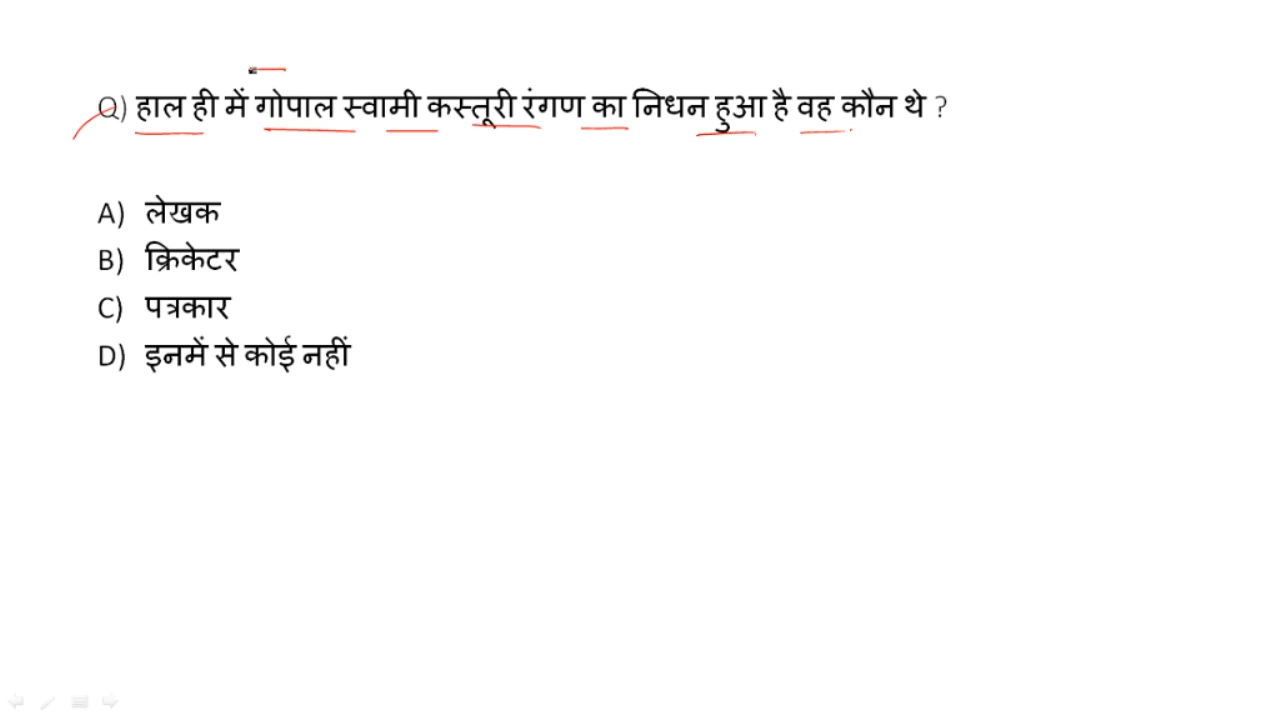 Q) हाल ही में गोपाल स्वामी कस्तूरी रंगण का निधन हुआ है वह कौन थे ?
A) लेखक
B) क्रिकेटर
C) पत्रकार
D) इनमें से कोई नहीं